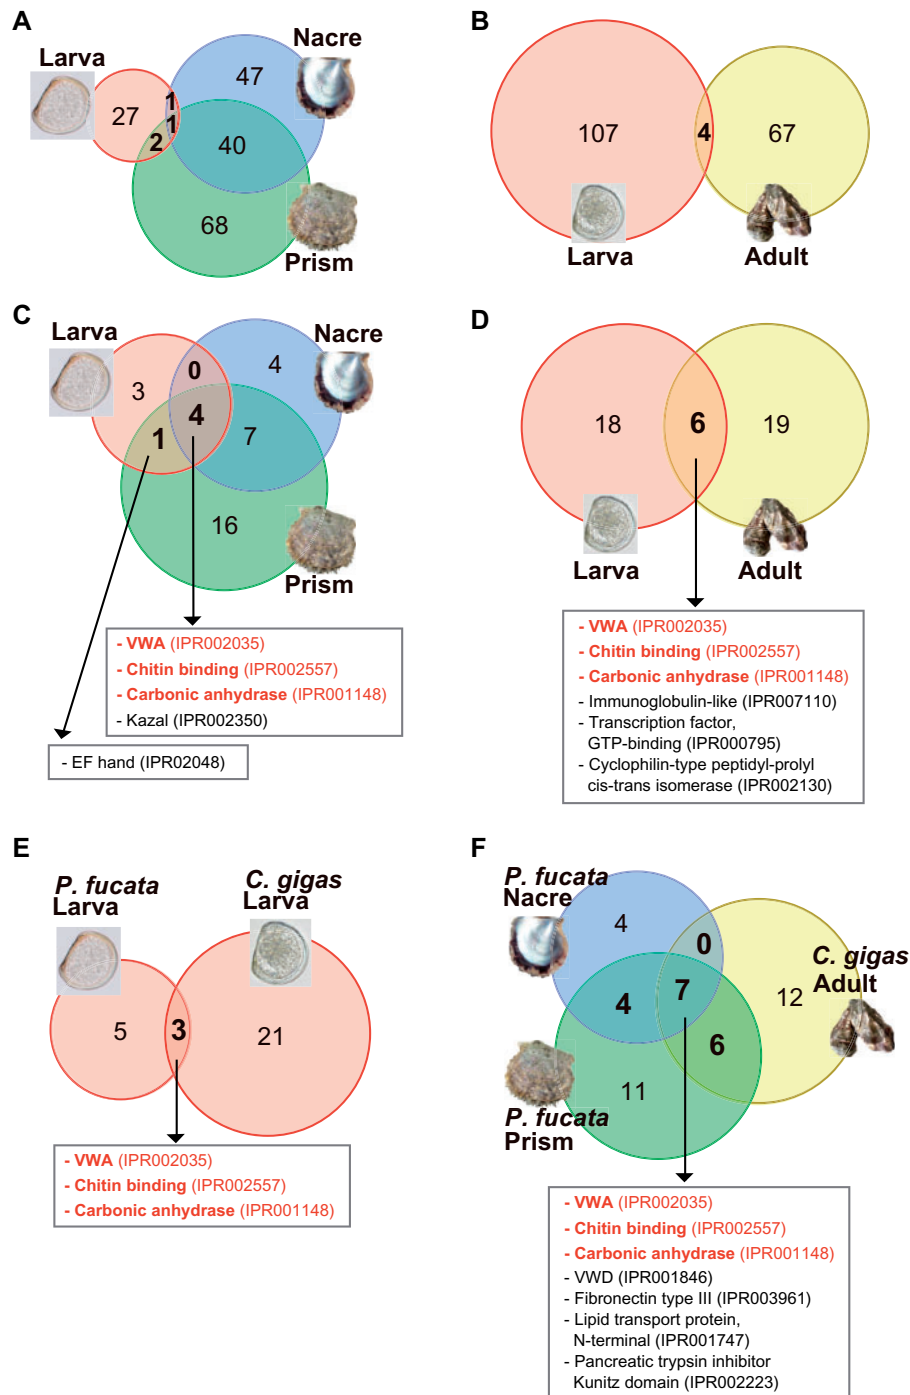 A
Larva
Nacre
27
1
1
2
47
40
68
Prism
B
107
4
67
Larva
Adult
C
Larva
Nacre
3
0
4
1
4
7
16
Prism
- VWA (IPR002035)
- Chitin binding (IPR002557)
- Carbonic anhydrase (IPR001148)
- Kazal (IPR002350)
- EF hand (IPR02048)
D
18
6
19
Larva
Adult
- VWA (IPR002035)
- Chitin binding (IPR002557)
- Carbonic anhydrase (IPR001148)
- Immunoglobulin-like (IPR007110)
- Transcription factor,
GTP-binding (IPR000795)
- Cyclophilin-type peptidyl-prolyl
cis-trans isomerase (IPR002130)
E
P. fucata
Larva
C. gigas
Larva
5
3
21
- VWA (IPR002035)
- Chitin binding (IPR002557)
- Carbonic anhydrase (IPR001148)
F
P. fucata
Nacre
4
0
C. gigas
Adult
4
7
12
6
11
P. fucata
Prism
- VWA (IPR002035)
- Chitin binding (IPR002557)
- Carbonic anhydrase (IPR001148)
- VWD (IPR001846)
- Fibronectin type III (IPR003961)
- Lipid transport protein,
N-terminal (IPR001747)
- Pancreatic trypsin inhibitor
Kunitz domain (IPR002223)